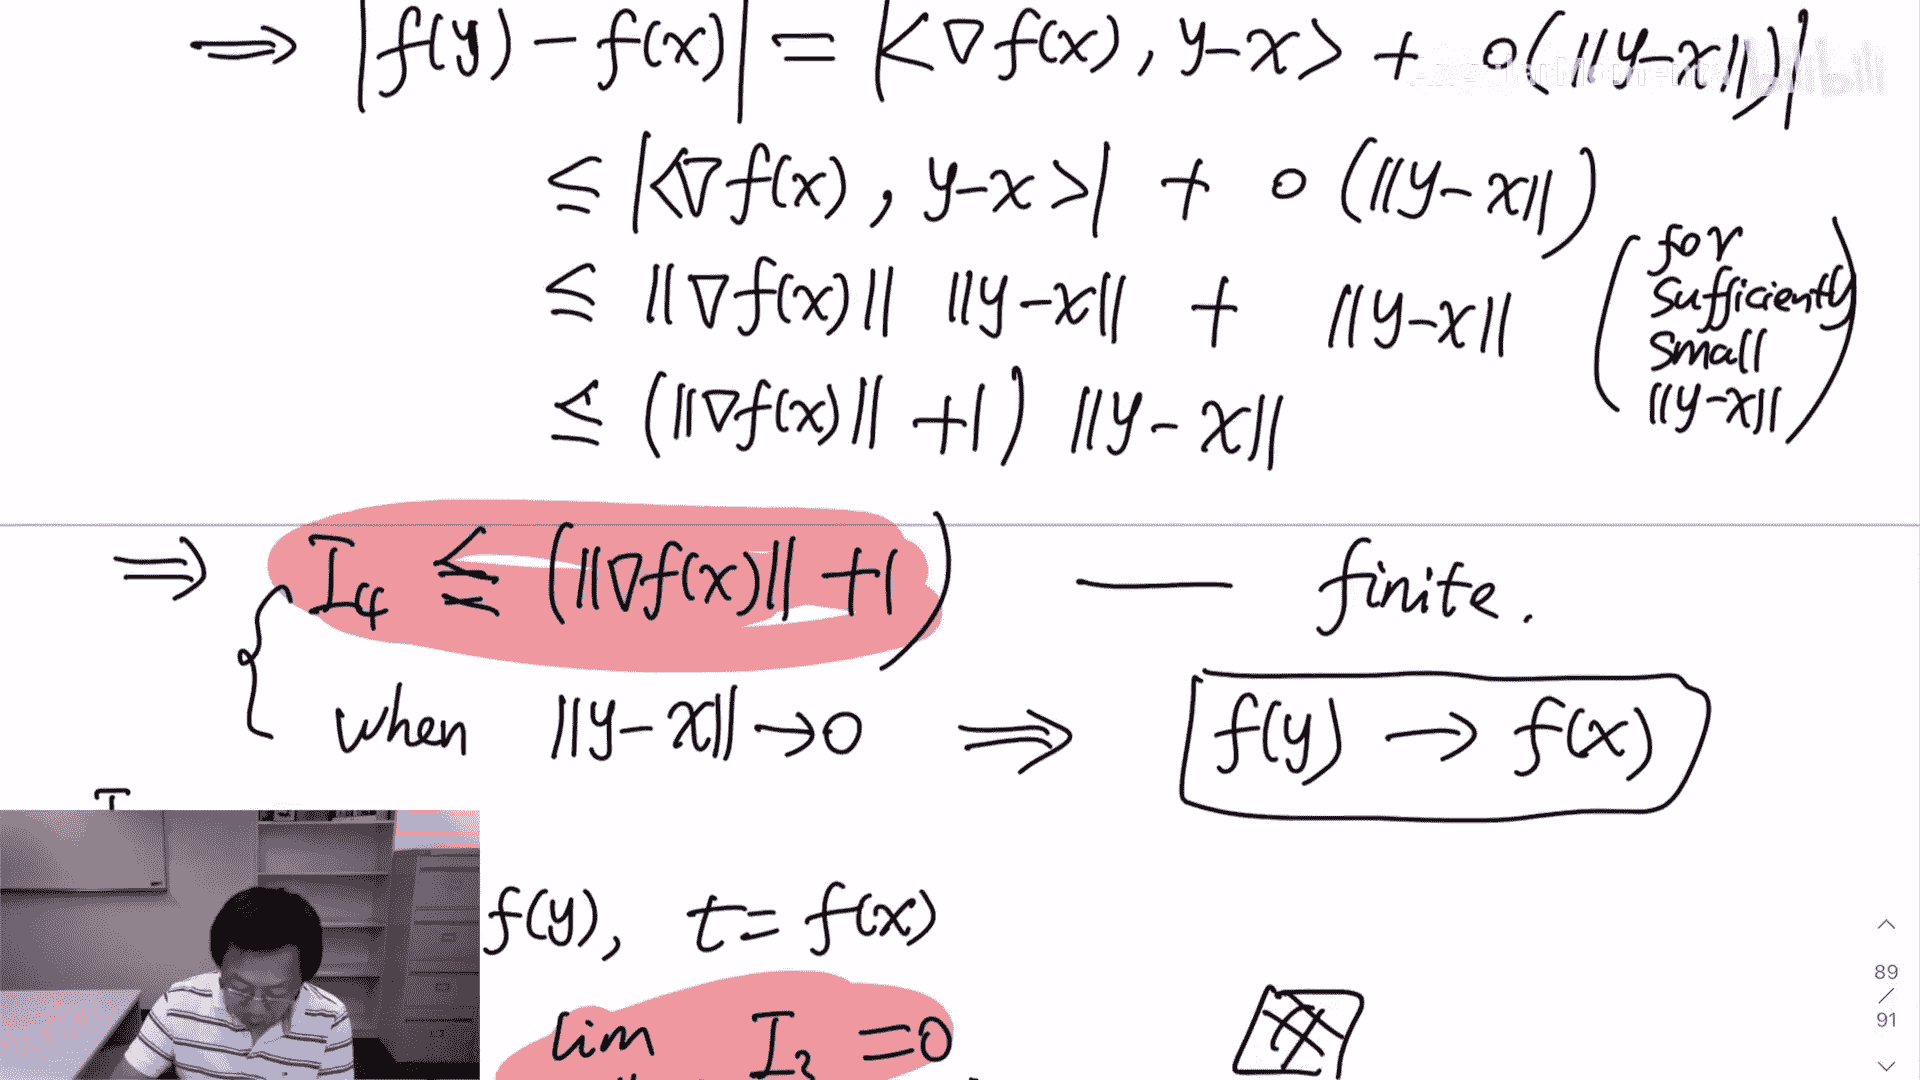 ⟹ |f(y) − f(x)| = |<∇f(x), y−x> + o(||y−x||)|
≤ |<∇f(x), y−x>| + o(||y−x||)
≤ ||∇f(x)|| ||y−x|| + ||y−x||
(for
sufficiently
small
||y−x||)
≤ (||∇f(x)|| +1) ||y−x||
⟹ I₄ ≤ (||∇f(x)|| +1) — finite.
when ||y−x|| → 0 ⟹ f(y) → f(x)
f(y), t = f(x)
lim I₃ = 0
89
/
91